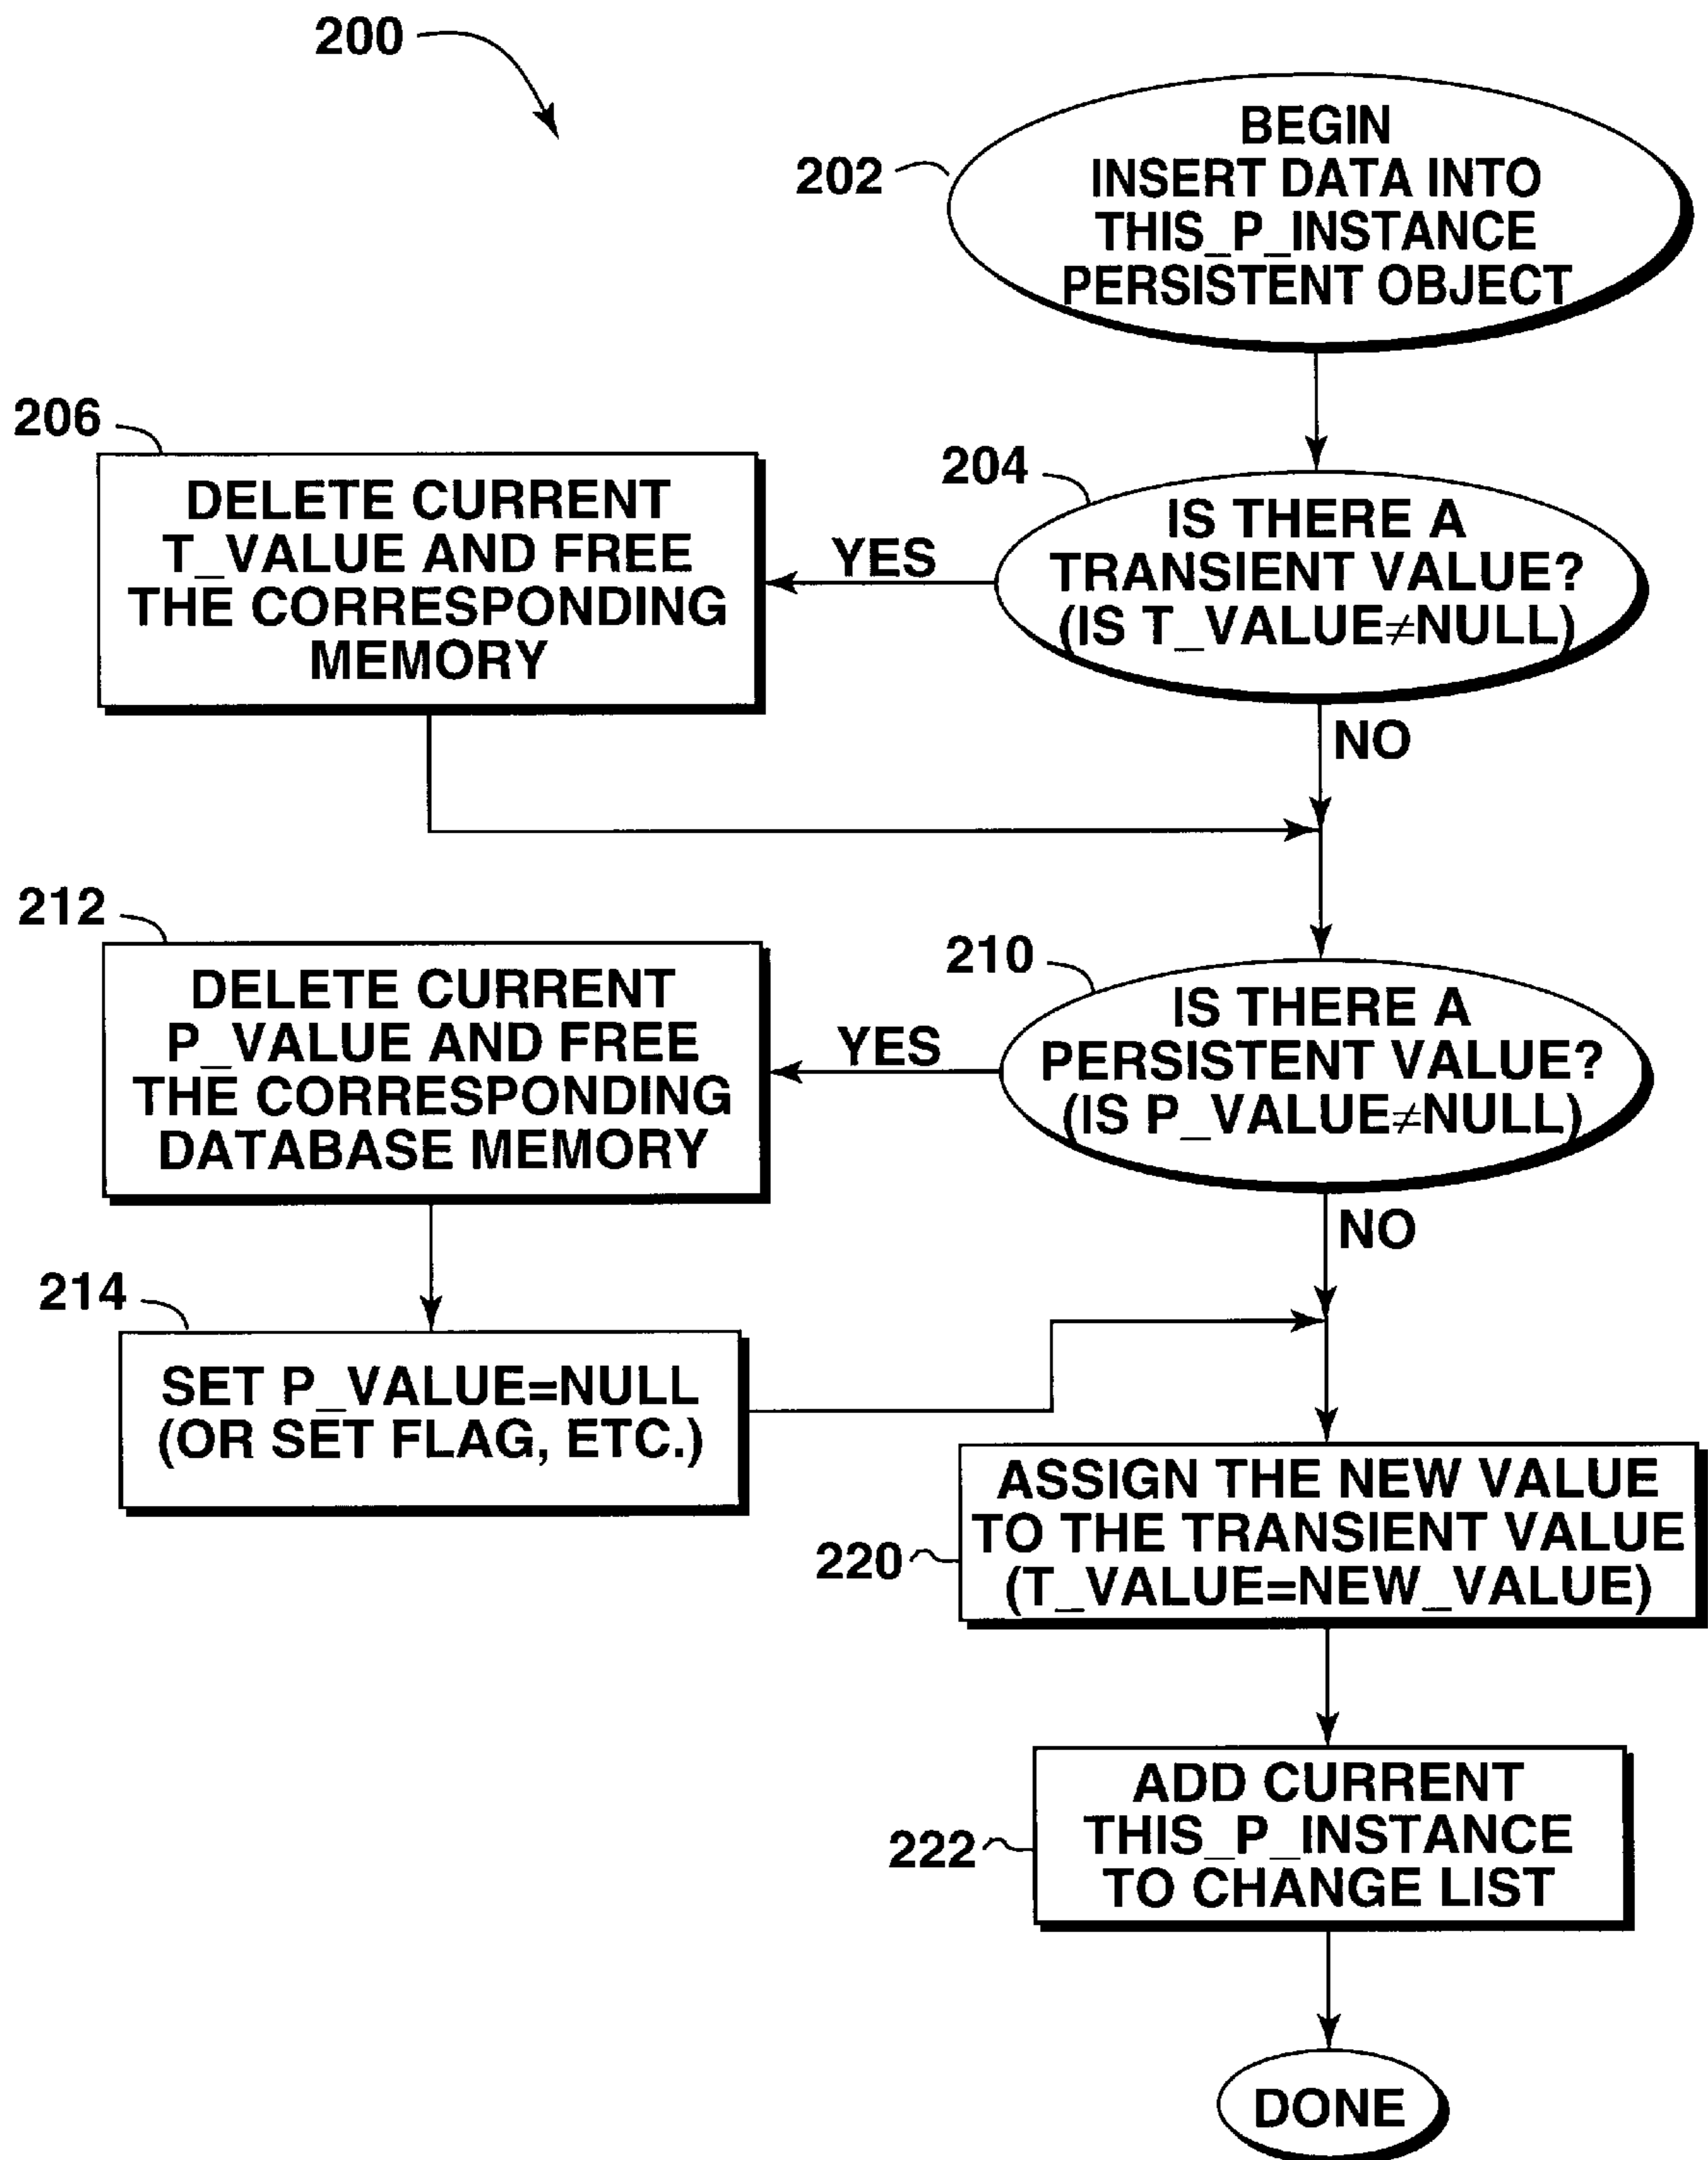 200
202
BEGIN
INSERT DATA INTO
THIS_P_INSTANCE
PERSISTENT OBJECT
204
IS THERE A
TRANSIENT VALUE?
(IS T_VALUE≠NULL)
YES
206
DELETE CURRENT
T_VALUE AND FREE
THE CORRESPONDING
MEMORY
NO
210
IS THERE A
PERSISTENT VALUE?
(IS P_VALUE≠NULL)
YES
212
DELETE CURRENT
P_VALUE AND FREE
THE CORRESPONDING
DATABASE MEMORY
NO
214
SET P_VALUE=NULL
(OR SET FLAG, ETC.)
220
ASSIGN THE NEW VALUE
TO THE TRANSIENT VALUE
(T_VALUE=NEW_VALUE)
222
ADD CURRENT
THIS_P_INSTANCE
TO CHANGE LIST
DONE